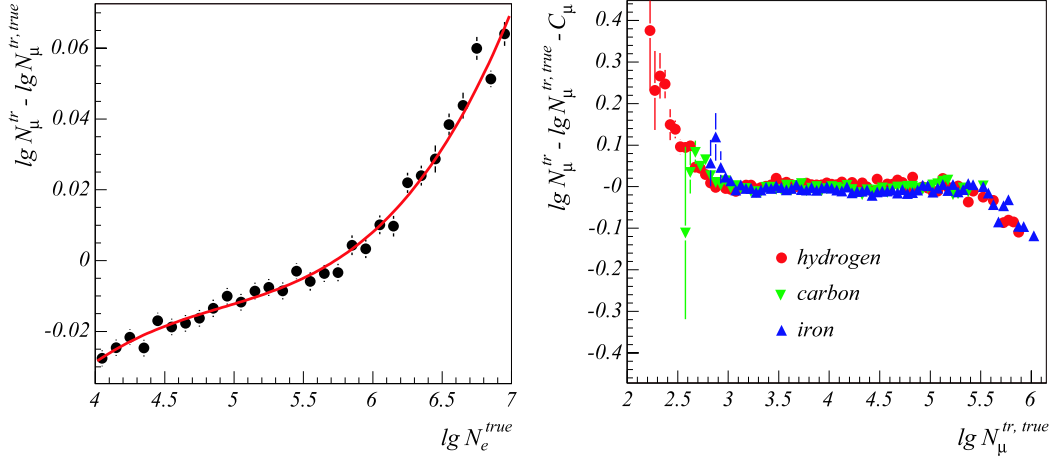 lg N_μ^tr - lg N_μ^tr,true
0.06
0.04
0.02
0
-0.02
4 4.5 5 5.5 6 6.5 7
lg N_e^true
lg N_μ^tr - lg N_μ^tr,true - C_μ
0.4
0.3
0.2
0.1
-0
-0.1
-0.2
-0.3
-0.4
hydrogen
carbon
iron
2 2.5 3 3.5 4 4.5 5 5.5 6
lg N_μ^tr, true